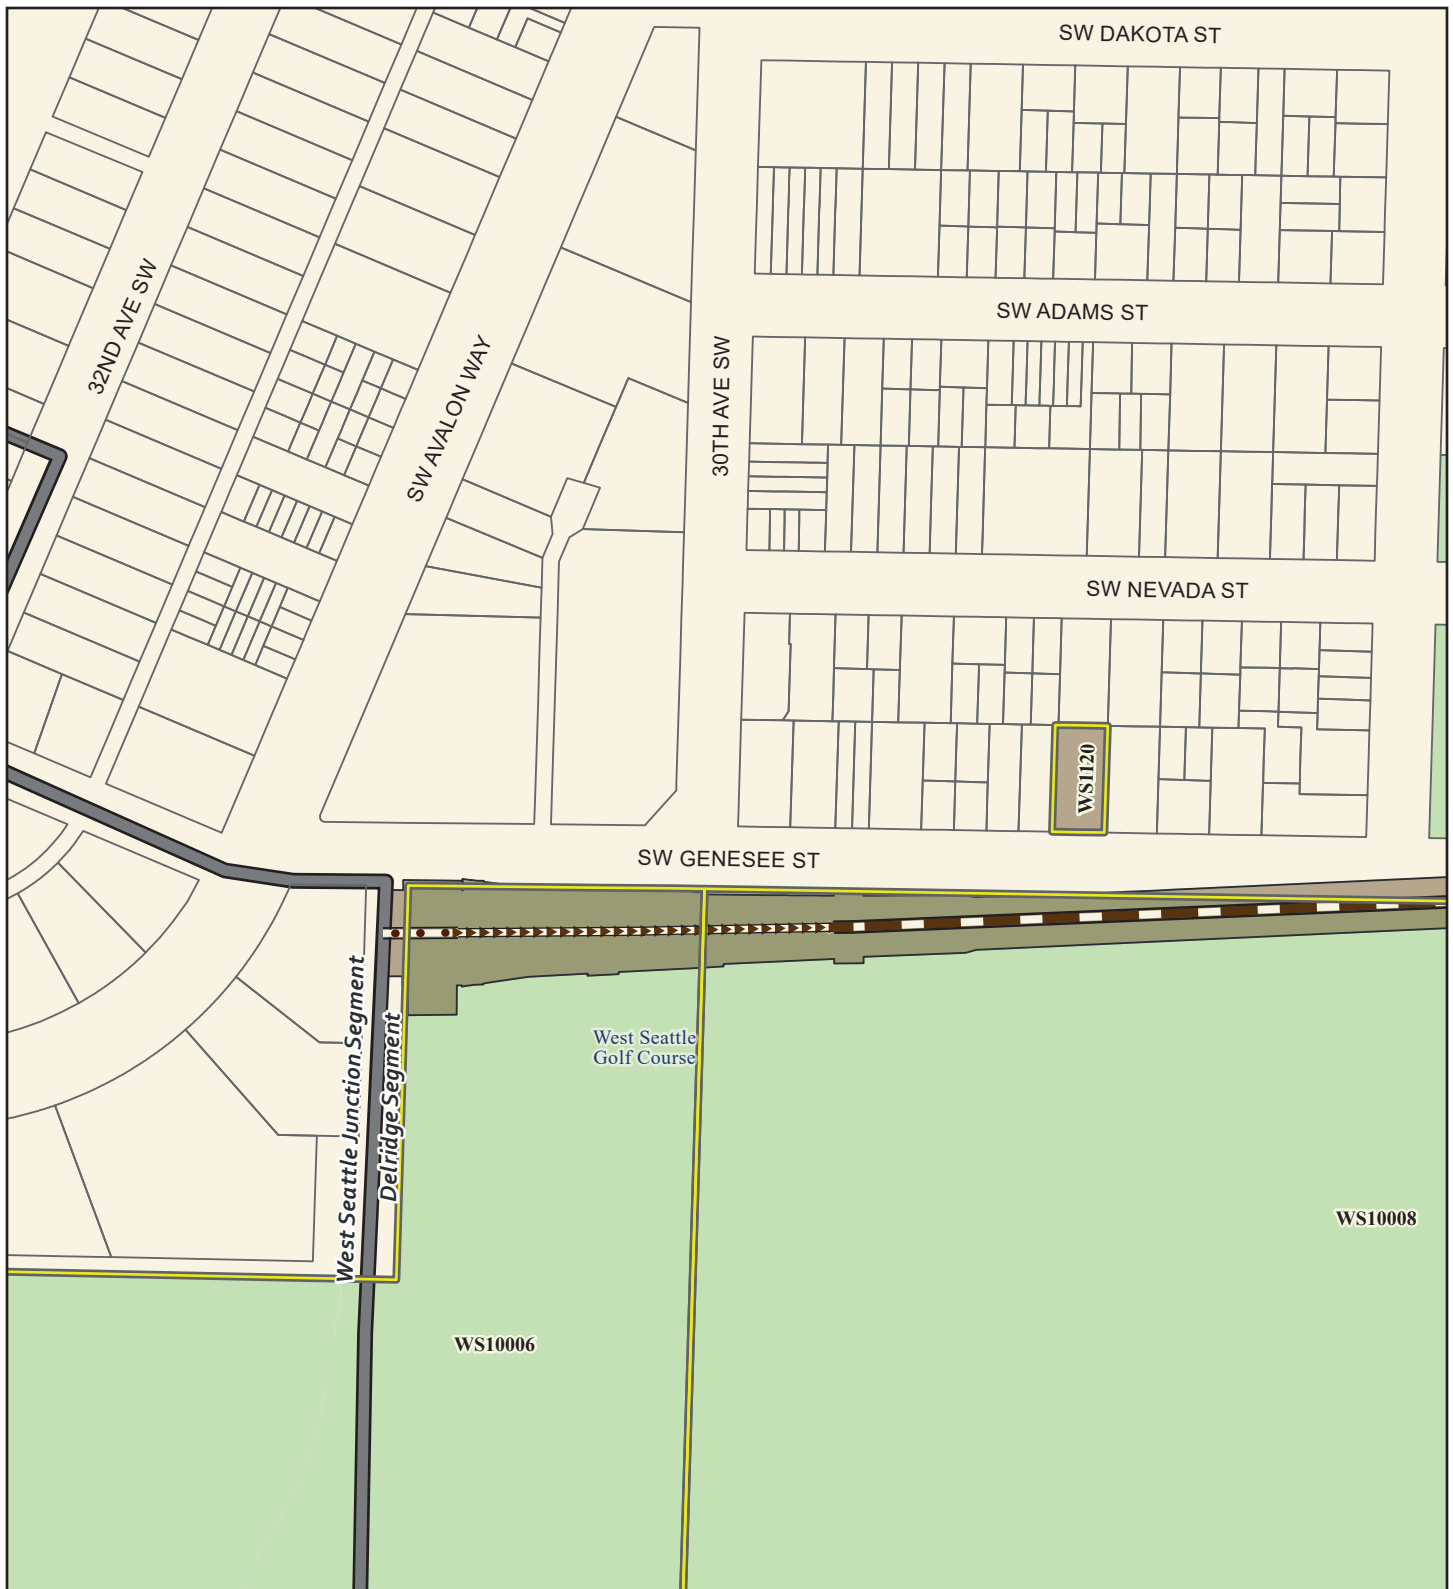 SW DAKOTA ST
32ND AVE SW
SW ADAMS ST
SW AVALON WAY
30TH AVE SW
SW NEVADA ST
WS1120
SW GENESEE ST
West Seattle Junction Segment
Delridge Segment
West Seattle
Golf Course
WS10008
WS10006